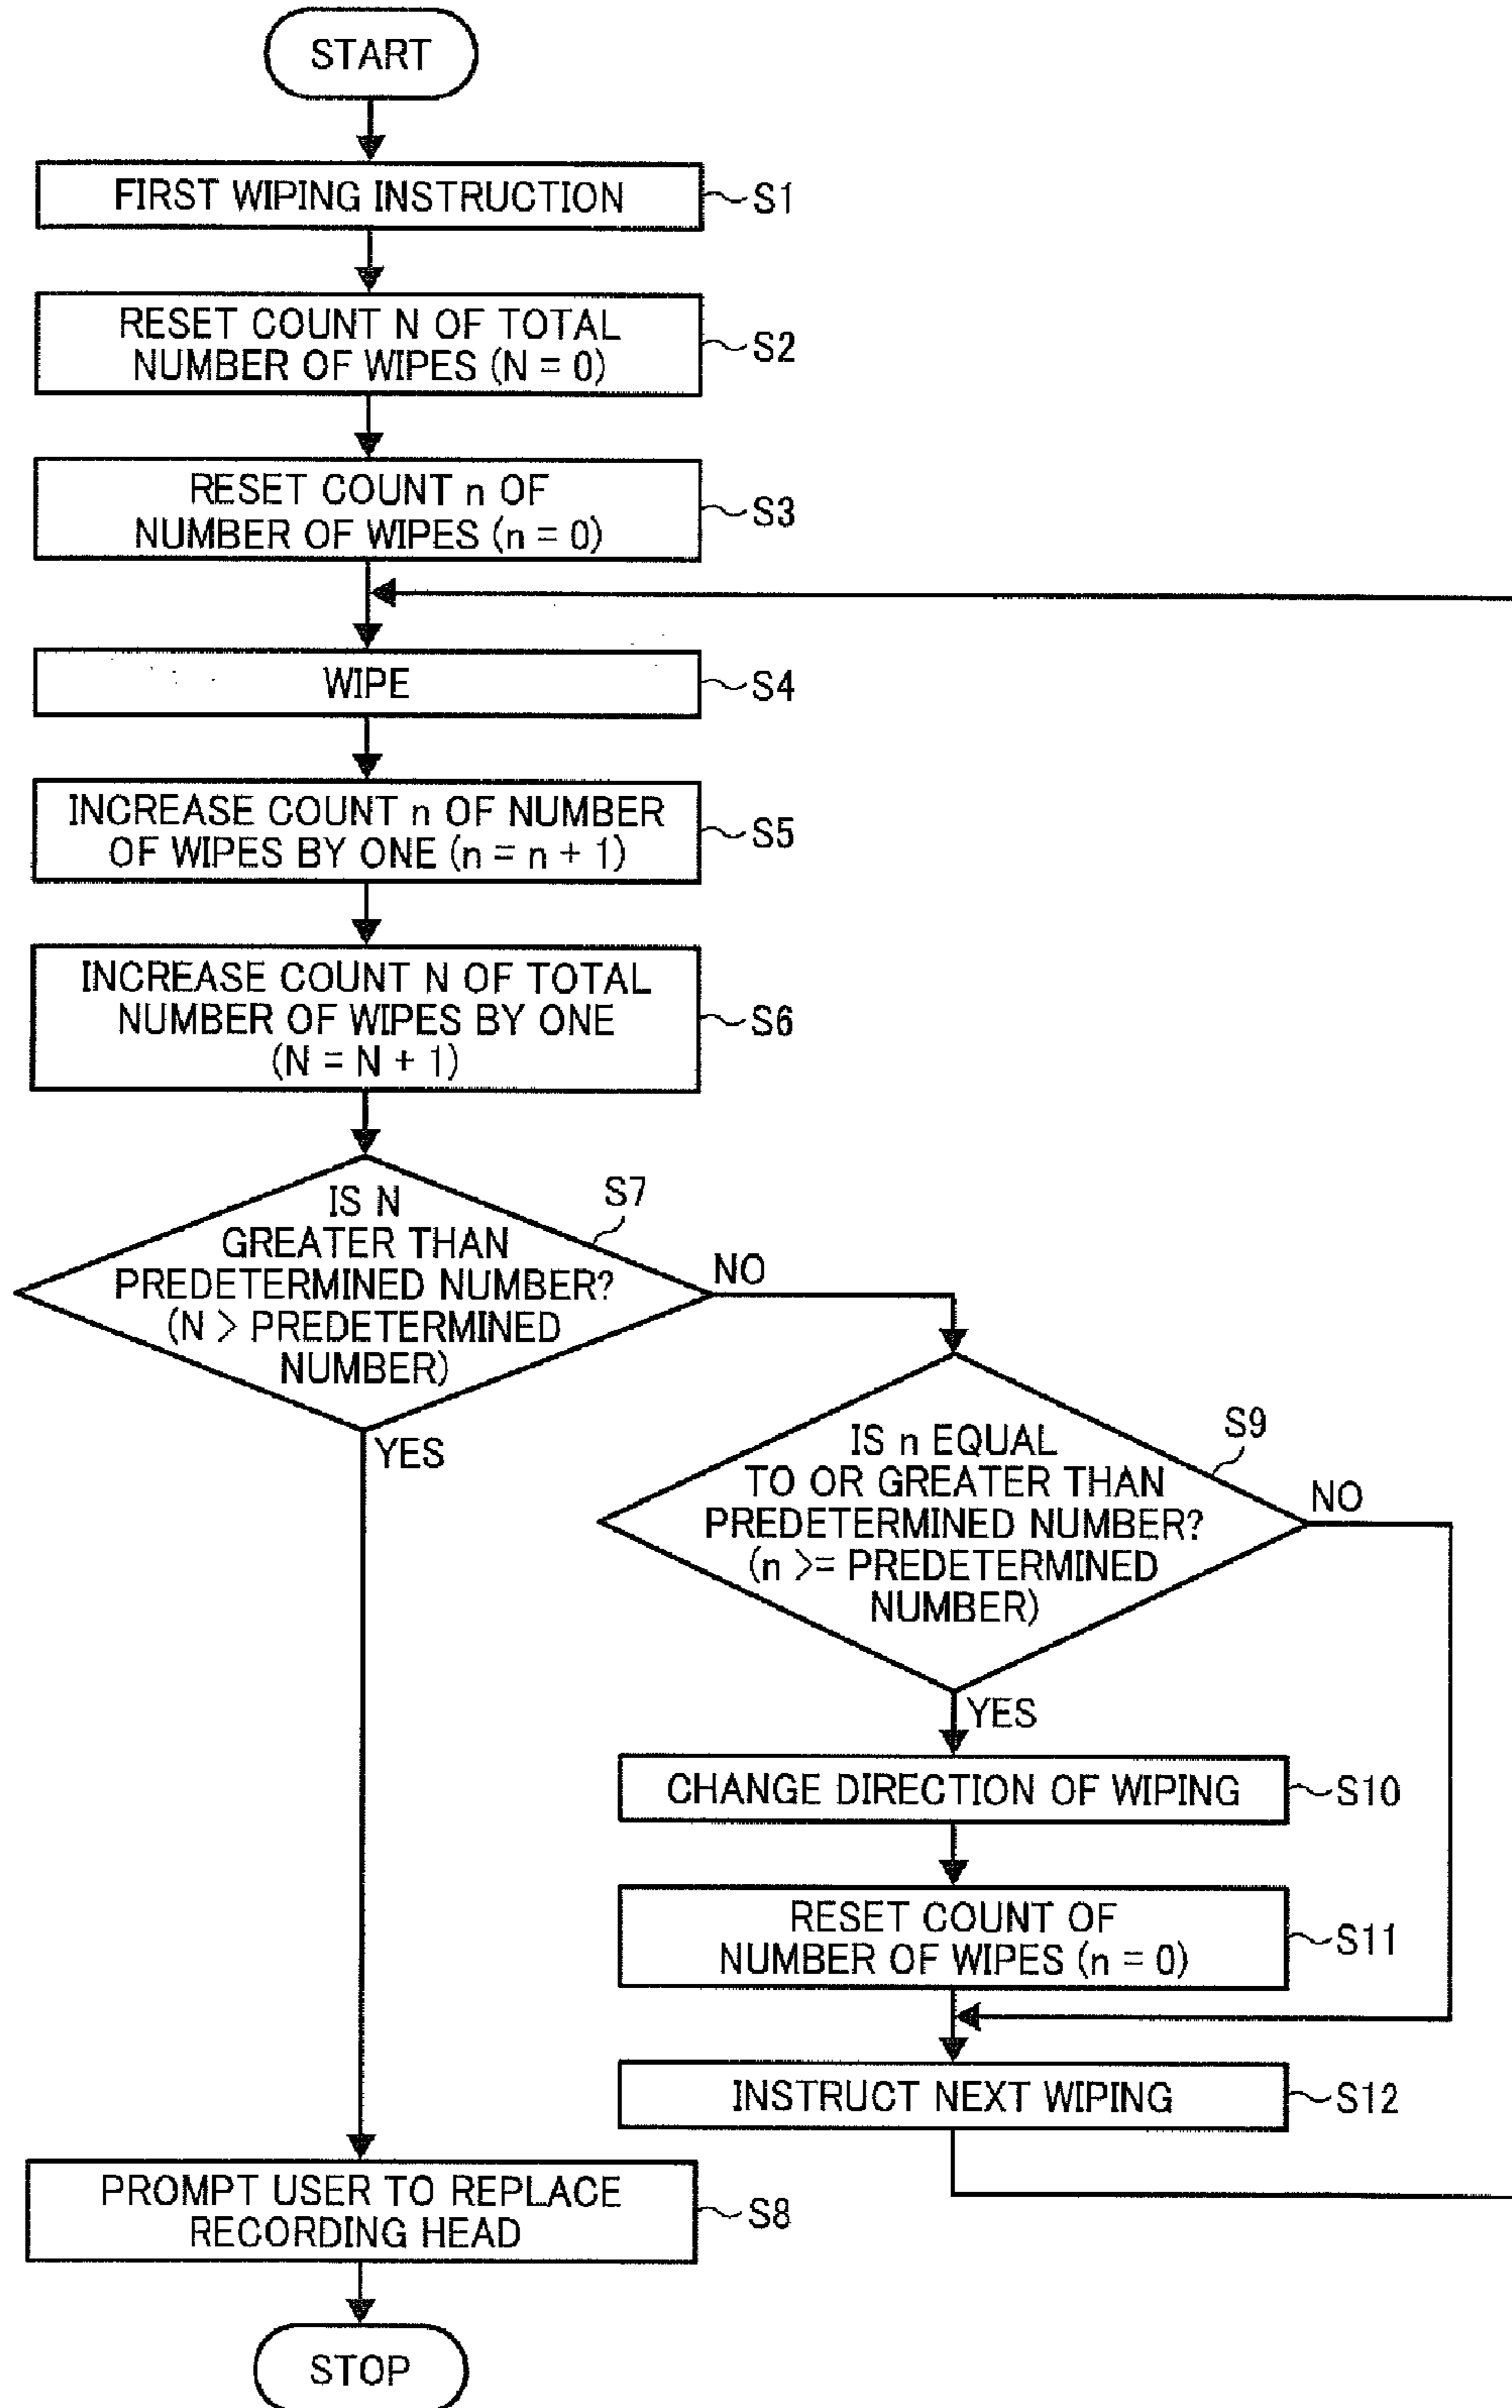 START
FIRST WIPING INSTRUCTION
S1
RESET COUNT N OF TOTAL
NUMBER OF WIPES (N = 0)
S2
RESET COUNT n OF
NUMBER OF WIPES (n = 0)
S3
WIPE
S4
INCREASE COUNT n OF NUMBER
OF WIPES BY ONE (n = n + 1)
S5
INCREASE COUNT N OF TOTAL
NUMBER OF WIPES BY ONE
(N = N + 1)
S6
IS N
GREATER THAN
PREDETERMINED NUMBER?
(N > PREDETERMINED
NUMBER)
S7
NO
YES
IS n EQUAL
TO OR GREATER THAN
PREDETERMINED NUMBER?
(n >= PREDETERMINED
NUMBER)
S9
NO
YES
CHANGE DIRECTION OF WIPING
S10
RESET COUNT OF
NUMBER OF WIPES (n = 0)
S11
INSTRUCT NEXT WIPING
S12
PROMPT USER TO REPLACE
RECORDING HEAD
S8
STOP